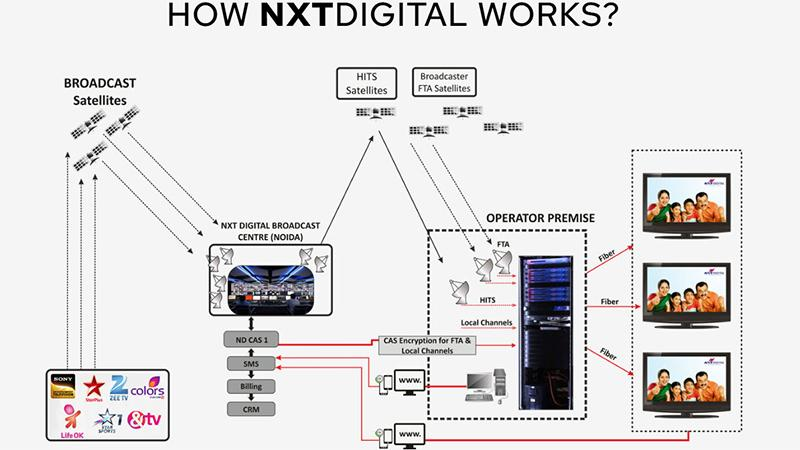 HOW NXTDIGITAL WORKS?
BROADCAST
Satellites
HITS
Satellites
Broadcaster
FTA Satellites
NXT DIGITAL BROADCAST
CENTRE (NOIDA)
OPERATOR PREMISE
FTA
HITS
Local Channels
CAS Encryption for FTA &
Local Channels
ND CAS 1
SMS
Billing
CRM
WWW.
WWW.
Fiber
Fiber
Fiber
SONY
StarPlus
ZEE TV
colors
Life OK
STAR
SPORTS
1
&tv